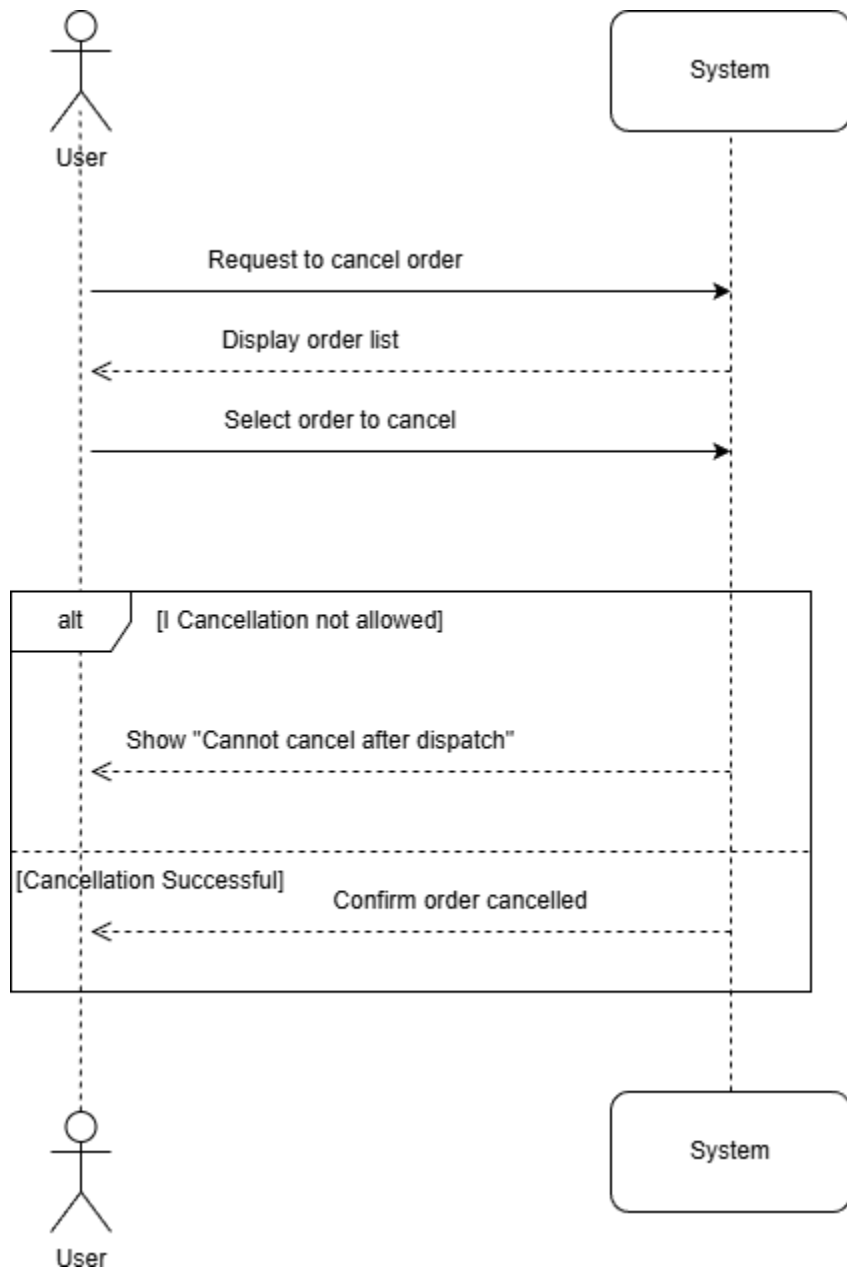 System
User
Request to cancel order
Display order list
Select order to cancel
alt
[I Cancellation not allowed]
Show "Cannot cancel after dispatch"
[Cancellation Successful]
Confirm order cancelled
System
User